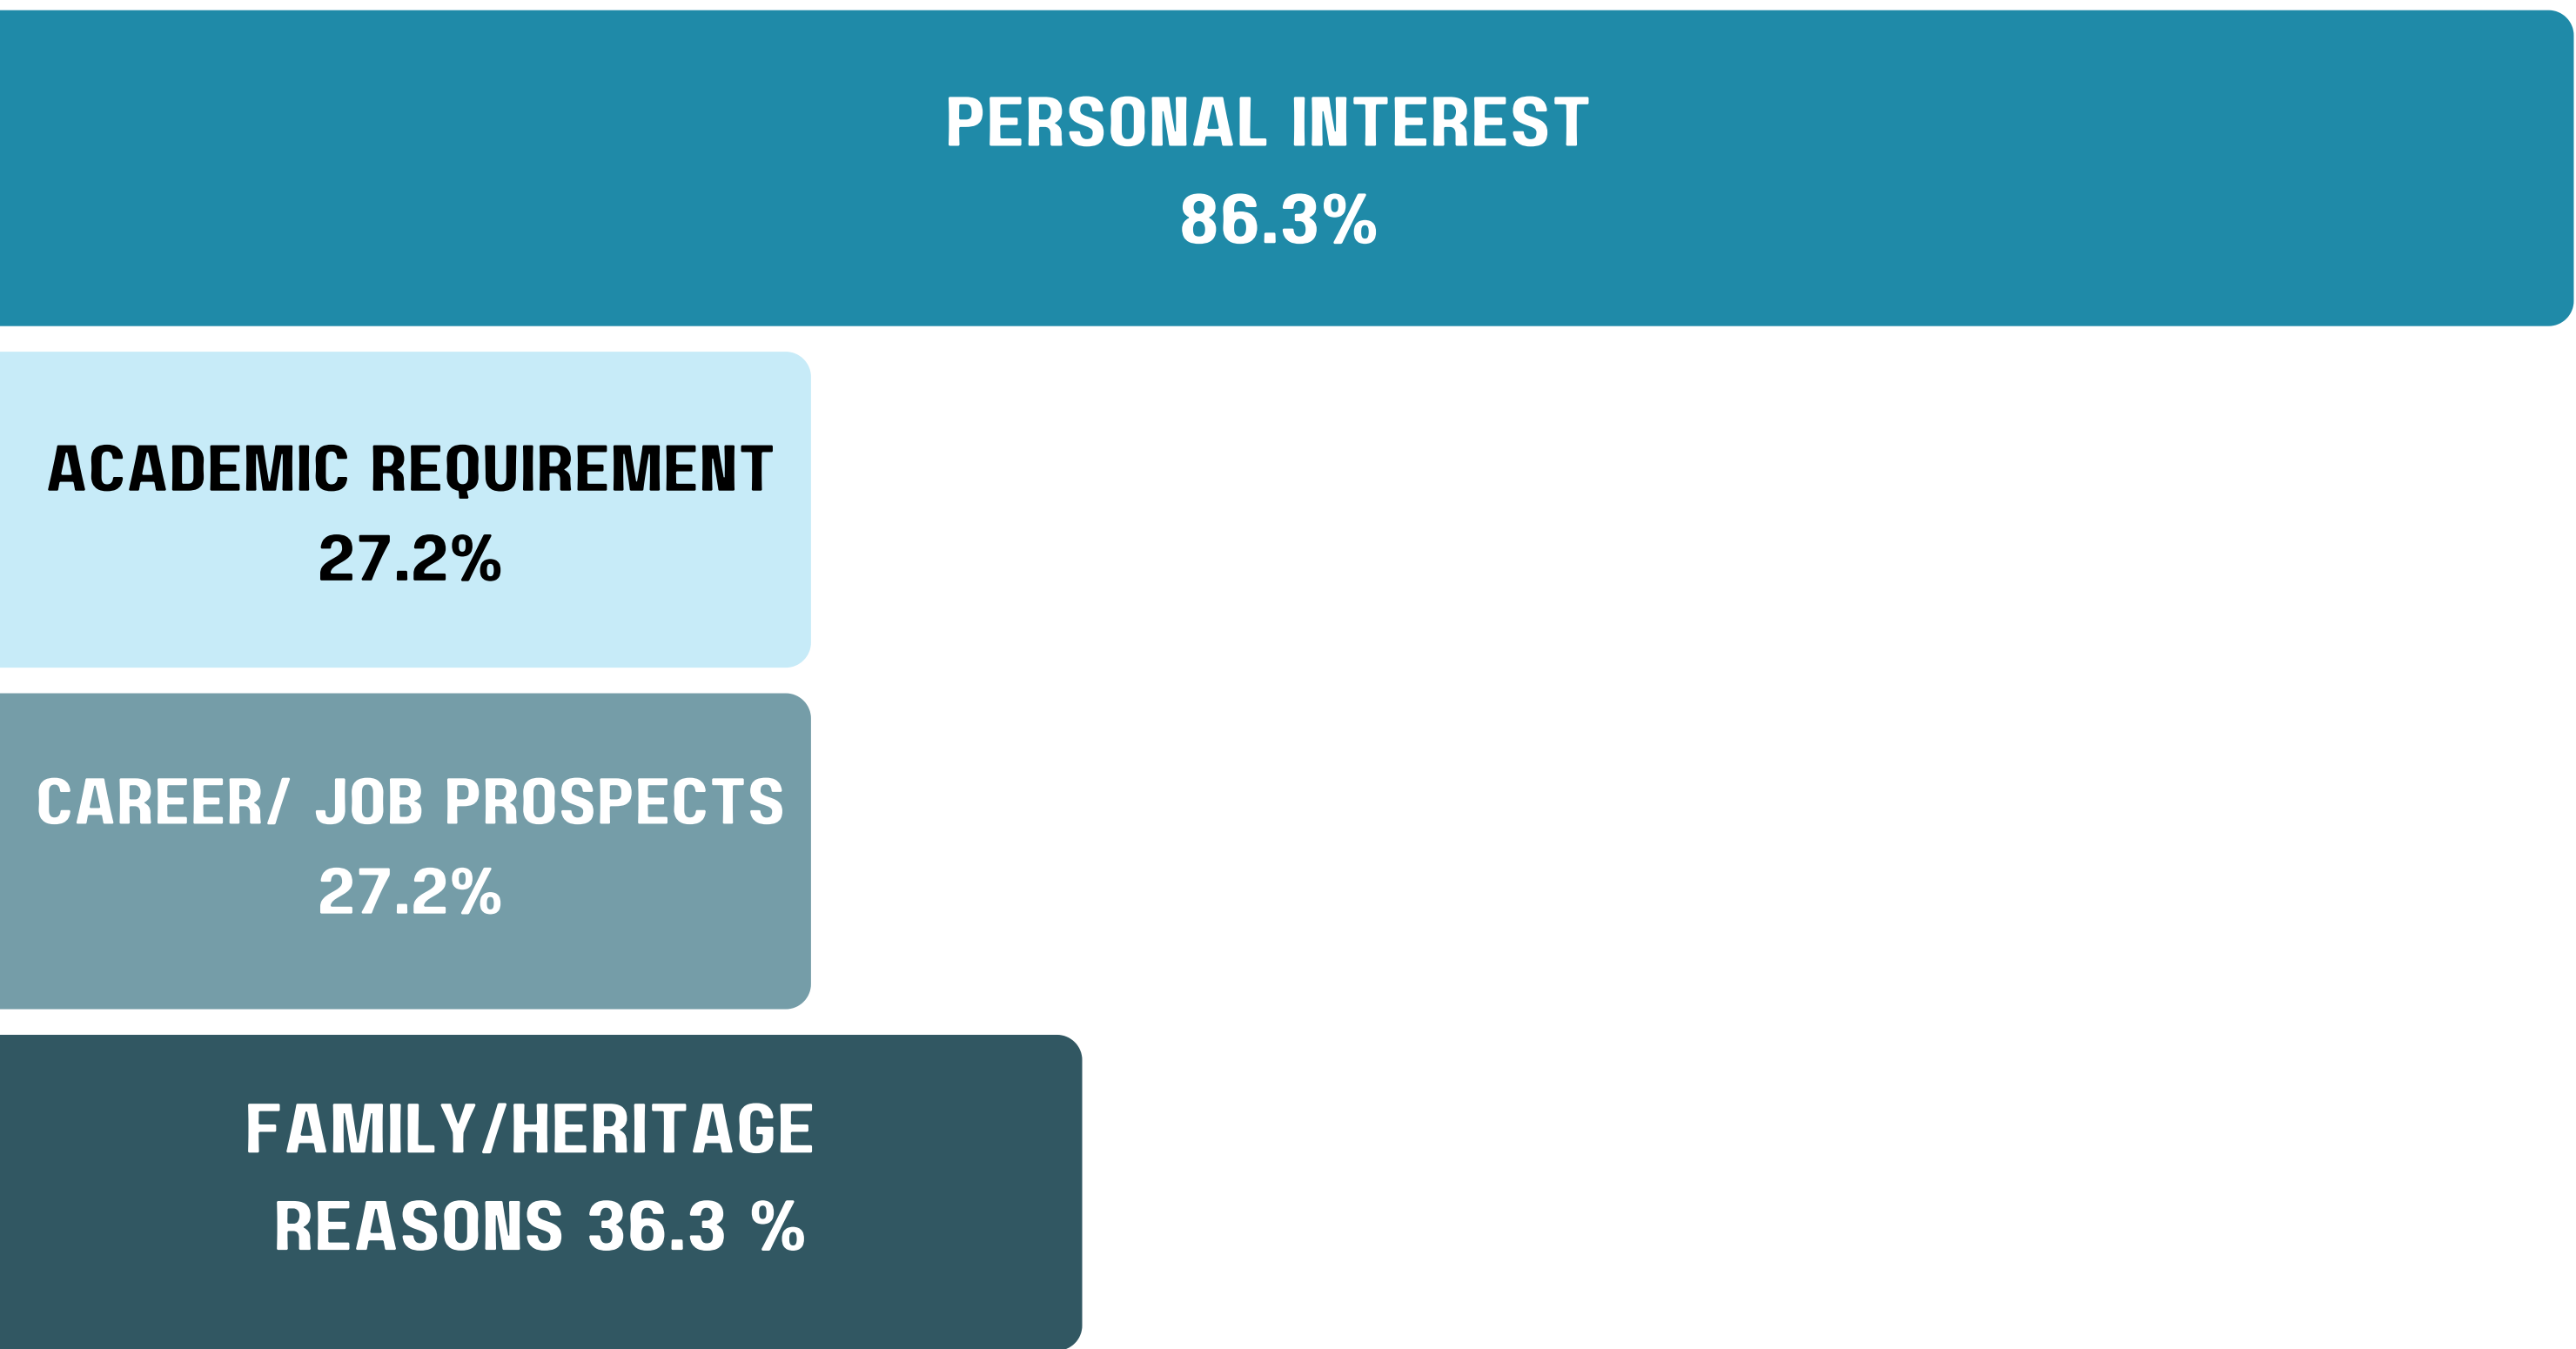 PERSONAL INTEREST
86.3%
ACADEMIC REQUIREMENT
27.2%
CAREER/ JOB PROSPECTS
27.2%
FAMILY/HERITAGE
REASONS 36.3 %